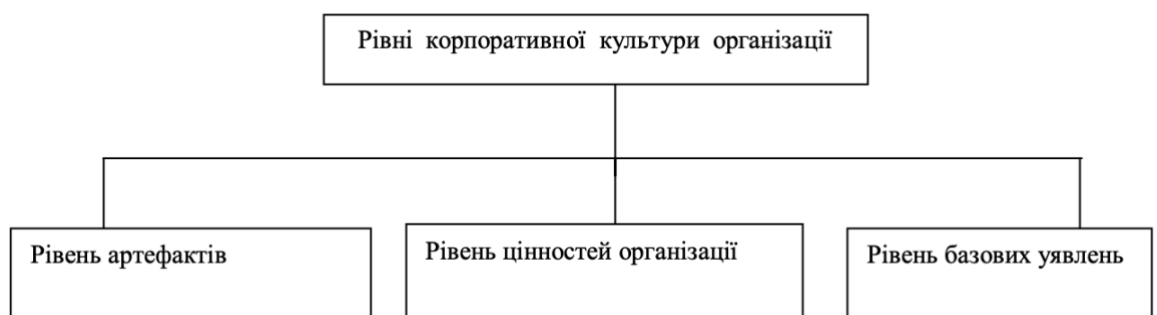 Рівні корпоративної культури організації
Рівень артефактів
Рівень цінностей організації
Рівень базових уявлень